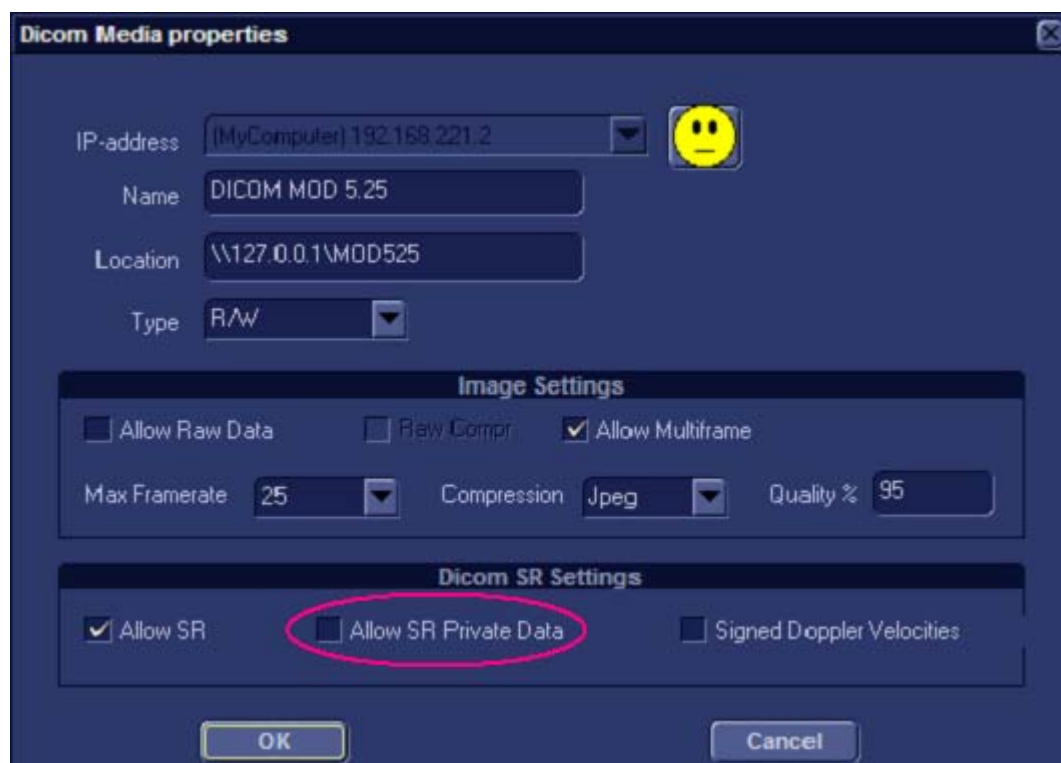 Dicom Media properties
IP-address (MyComputer) 192.168.221.2
Name DICOM MOD 5.25
Location \\127.0.0.1\MOD525
Type R/W
Image Settings
Allow Raw Data Raw Compr Allow Multiframe
Max Framerate 25 Compression Jpeg Quality % 95
Dicom SR Settings
Allow SR Allow SR Private Data Signed Doppler Velocities
OK Cancel